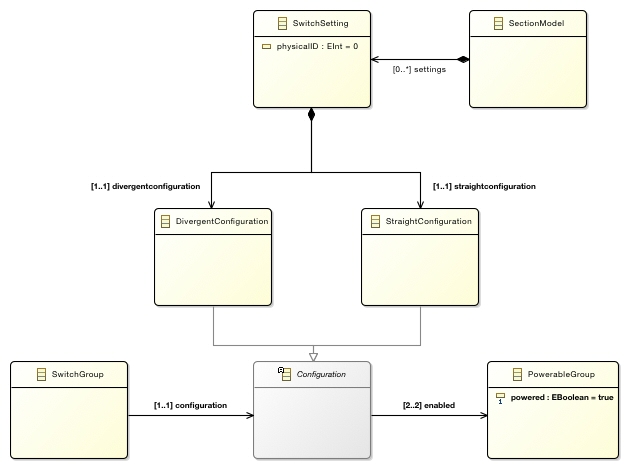 SwitchSetting
SectionModel
physicalID : EInt = 0
[0..*] settings
[1..1] divergentconfiguration
[1..1] straightconfiguration
DivergentConfiguration
StraightConfiguration
SwitchGroup
Configuration
PowerableGroup
[1..1] configuration
[2..2] enabled
powered : EBoolean = true
1